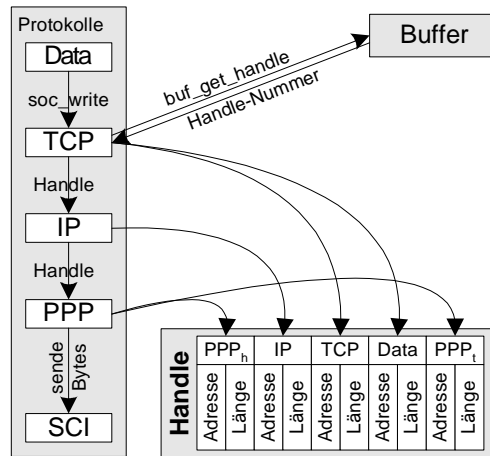 Protokolle
Data
soc_write
TCP
Handle
IP
Handle
PPP
sende
Bytes
SCI
buf_get_handle
Handle-Nummer
Buffer
Handle
PPPh IP TCP Data PPPt
Adresse Länge Adresse Länge Adresse Länge Adresse Länge Adresse Länge